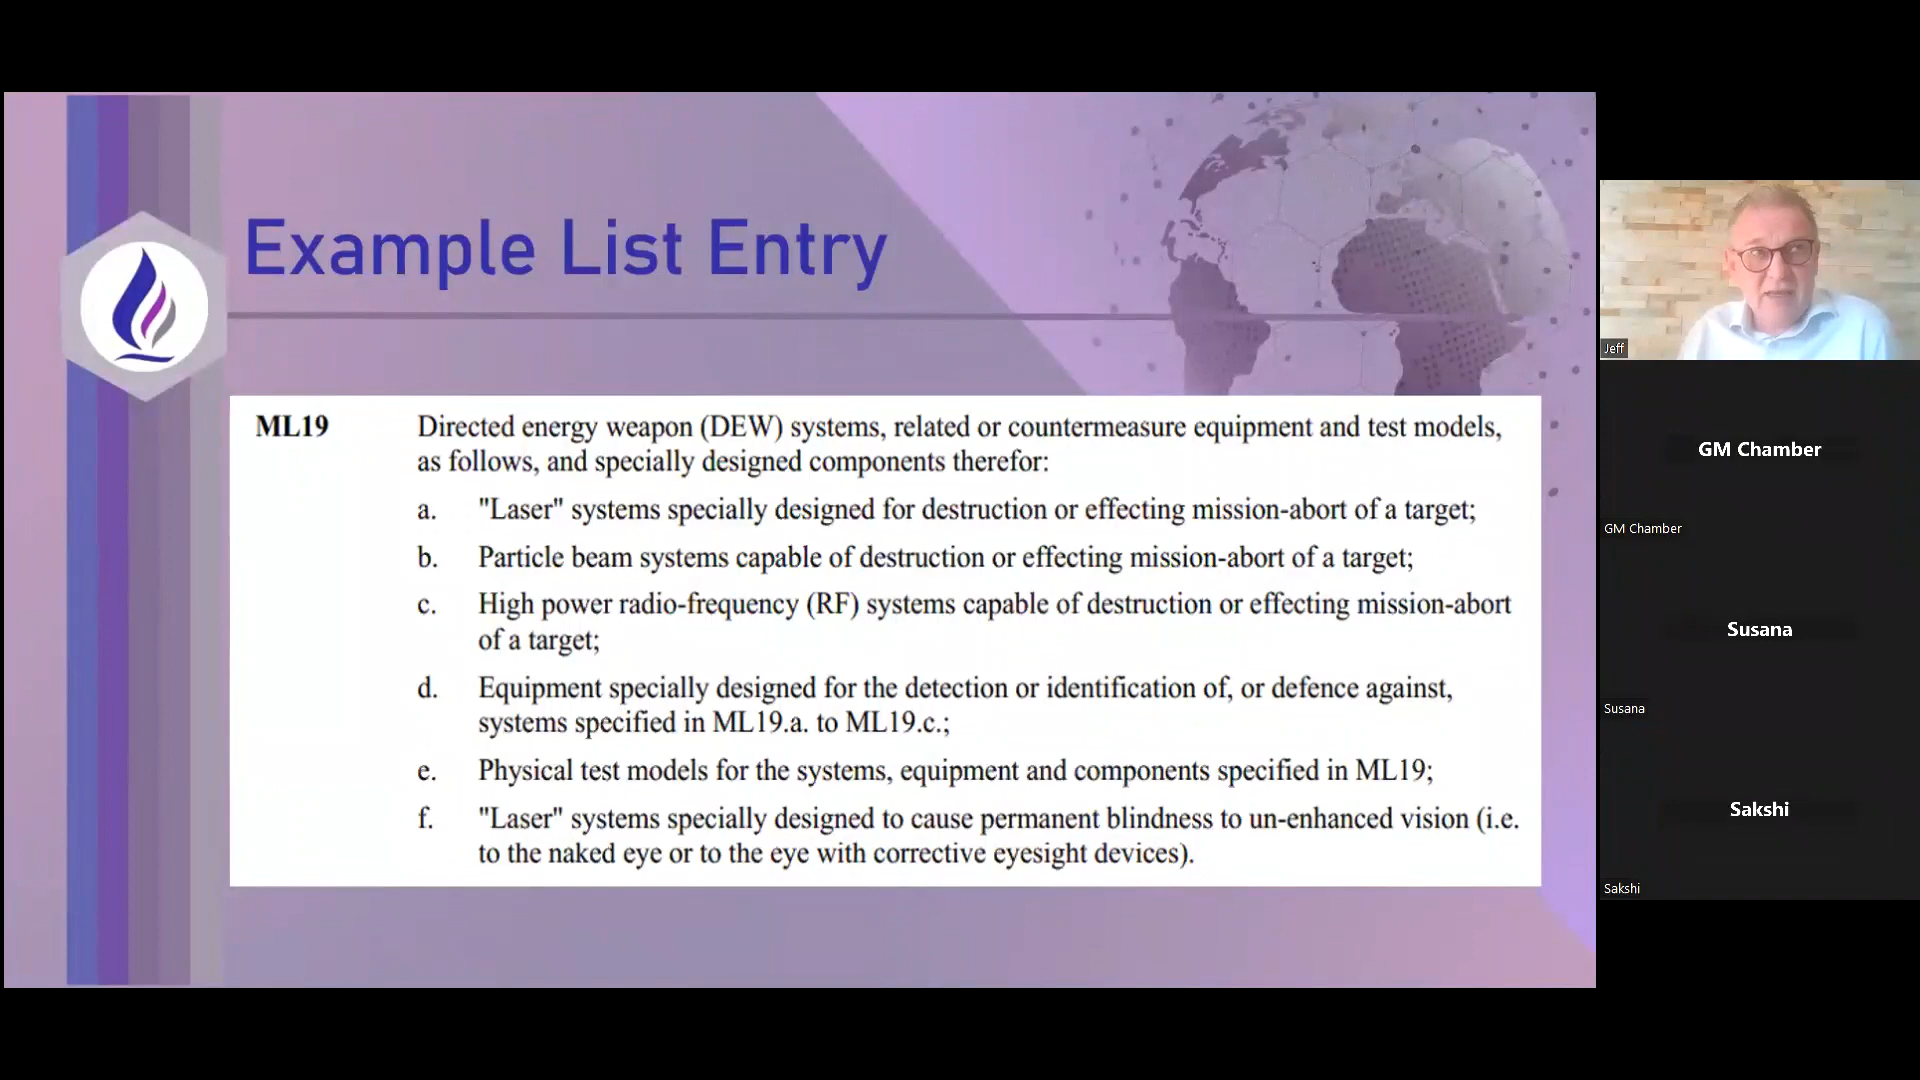 Example List Entry
ML19 Directed energy weapon (DEW) systems, related or countermeasure equipment and test models,
as follows, and specially designed components therefor:
a. "Laser" systems specially designed for destruction or effecting mission-abort of a target;
b. Particle beam systems capable of destruction or effecting mission-abort of a target;
c. High power radio-frequency (RF) systems capable of destruction or effecting mission-abort
of a target;
d. Equipment specially designed for the detection or identification of, or defence against,
systems specified in ML19.a. to ML19.c.;
e. Physical test models for the systems, equipment and components specified in ML19;
f. "Laser" systems specially designed to cause permanent blindness to un-enhanced vision (i.e.
to the naked eye or to the eye with corrective eyesight devices).
Jeff
GM Chamber
GM Chamber
Susana
Susana
Sakshi
Sakshi